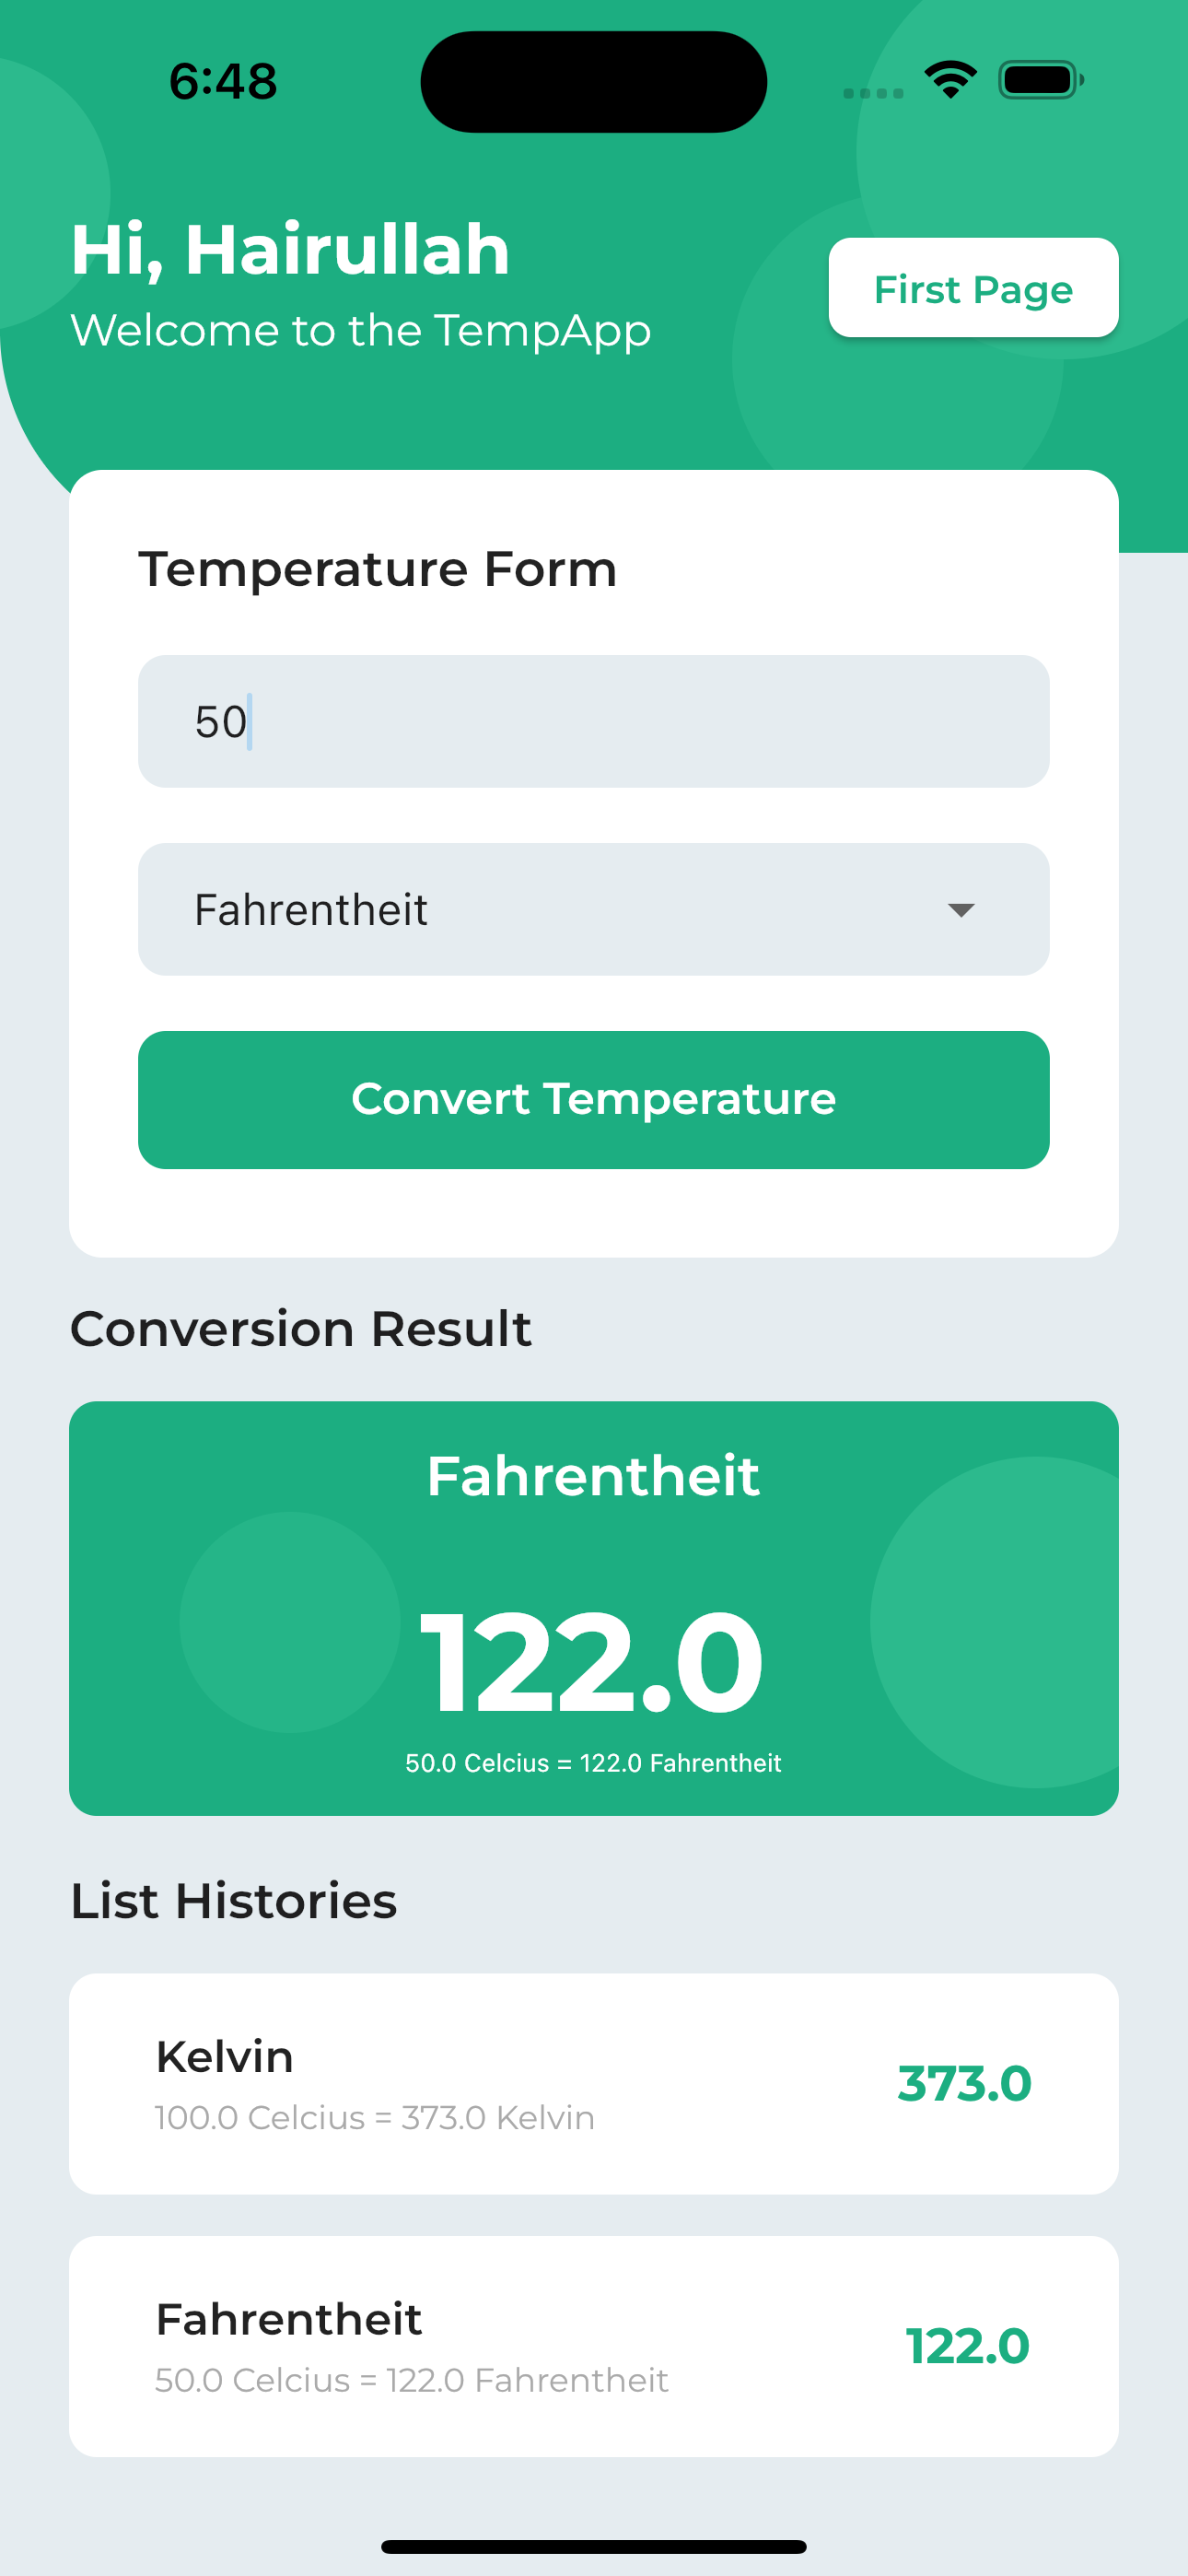 6:48
Hi, Hairullah
Welcome to the TempApp
First Page
Temperature Form
50
Fahrentheit
Convert Temperature
Conversion Result
Fahrentheit
122.0
50.0 Celcius = 122.0 Fahrentheit
List Histories
Kelvin
100.0 Celcius = 373.0 Kelvin
373.0
Fahrentheit
50.0 Celcius = 122.0 Fahrentheit
122.0